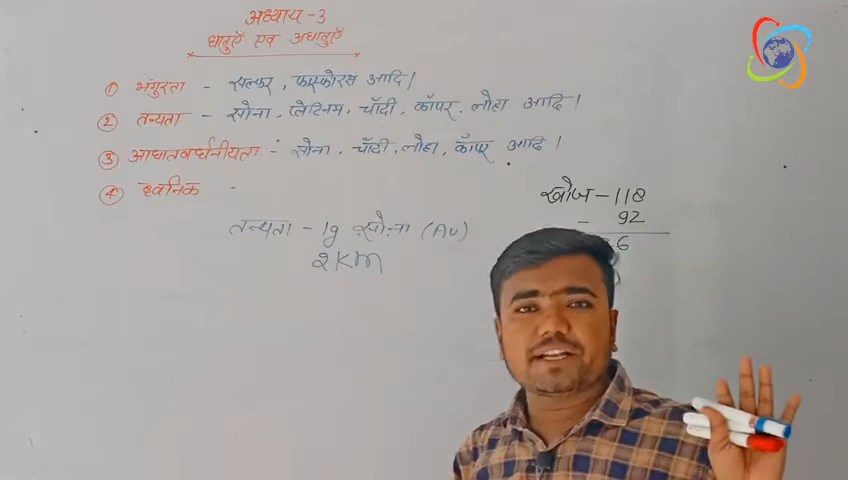 अध्याय -3
धातुएँ एवं अधातुएँ
① भंगुरता - सल्फर, फास्फोरस आदि।
② तन्यता - सोना, प्लेटिनम, चाँदी, कॉपर, लोहा आदि।
③ आघातवर्धनीयता - सोना, चाँदी, लोहा, कॉपर आदि।
④ ध्वनिक -
खोज - 118
- 92
6
तन्यता - 1g सोना (Au)
2KM